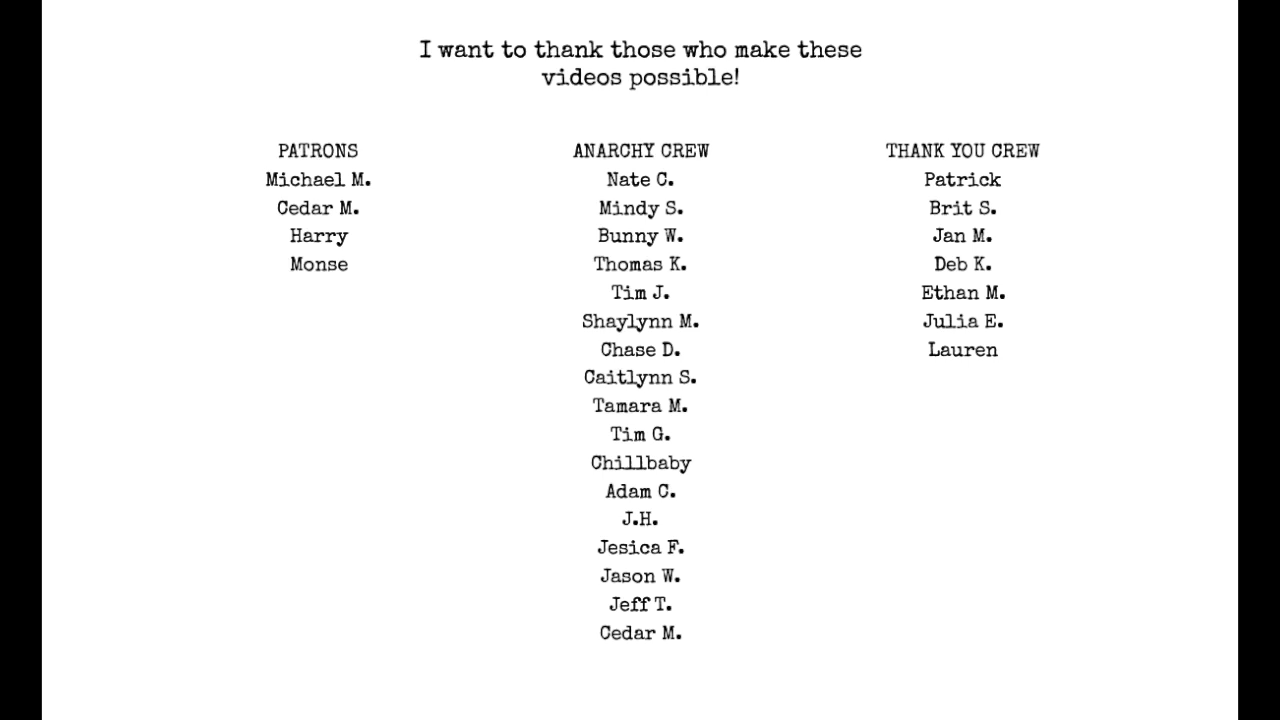 I want to thank those who make these
videos possible!
PATRONS
Michael M.
Cedar M.
Harry
Monse
ANARCHY CREW
Nate C.
Mindy S.
Bunny W.
Thomas K.
Tim J.
Shaylynn M.
Chase D.
Caitlynn S.
Tamara M.
Tim G.
Chillbaby
Adam C.
J.H.
Jesica F.
Jason W.
Jeff T.
Cedar M.
THANK YOU CREW
Patrick
Brit S.
Jan M.
Deb K.
Ethan M.
Julia E.
Lauren